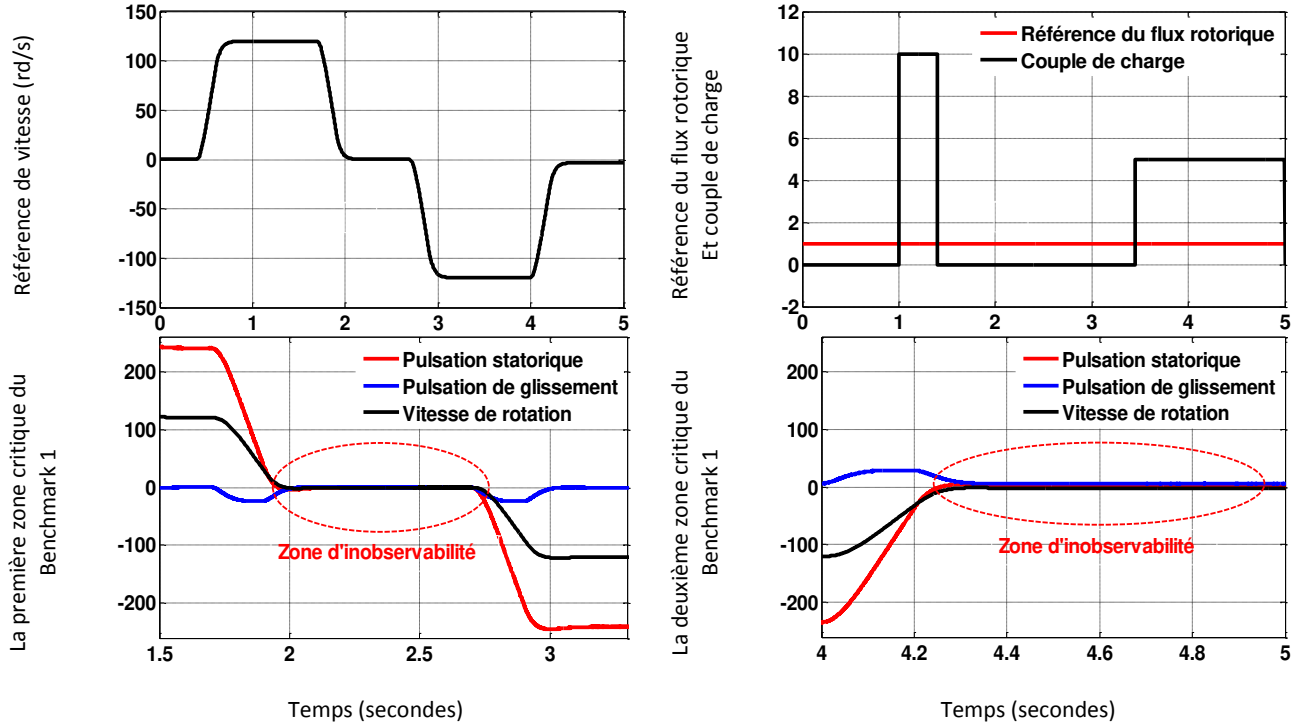 Référence de vitesse (rd/s)
150
100
50
0
-50
-100
-150
0 1 2 3 4 5
Référence du flux rotorique
Et couple de charge
12
10
8
6
4
2
0
-2
0 1 2 3 4 5
Référence du flux rotorique
Couple de charge
La première zone critique du
Benchmark 1
200
100
0
-100
-200
1.5 2 2.5 3
Pulsation statorique
Pulsation de glissement
Vitesse de rotation
Zone d'inobservabilité
Temps (secondes)
La deuxième zone critique du
Benchmark 1
200
100
0
-100
-200
4 4.2 4.4 4.6 4.8 5
Pulsation statorique
Pulsation de glissement
Vitesse de rotation
Zone d'inobservabilité
Temps (secondes)